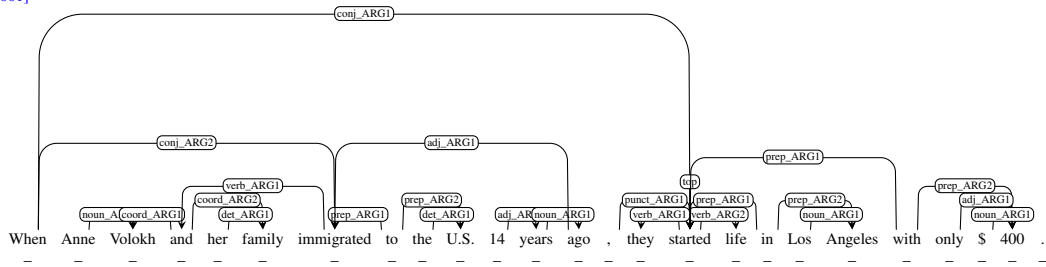 conj_ARG1
conj_ARG2 adj_ARG1
prep_ARG1
verb_ARG1 top
prep_ARG2
coord_ARG2 prep_ARG2 punct_ARG1 prep_ARG1 prep_ARG2 adj_ARG1
coord_ARG1 det_ARG1 prep_ARG1 det_ARG1 noun_ARG1 verb_ARG1 verb_ARG2 noun_ARG1 noun_ARG1
When Anne Volokh and her family immigrated to the U.S. 14 years ago , they started life in Los Angeles with only $ 400 .